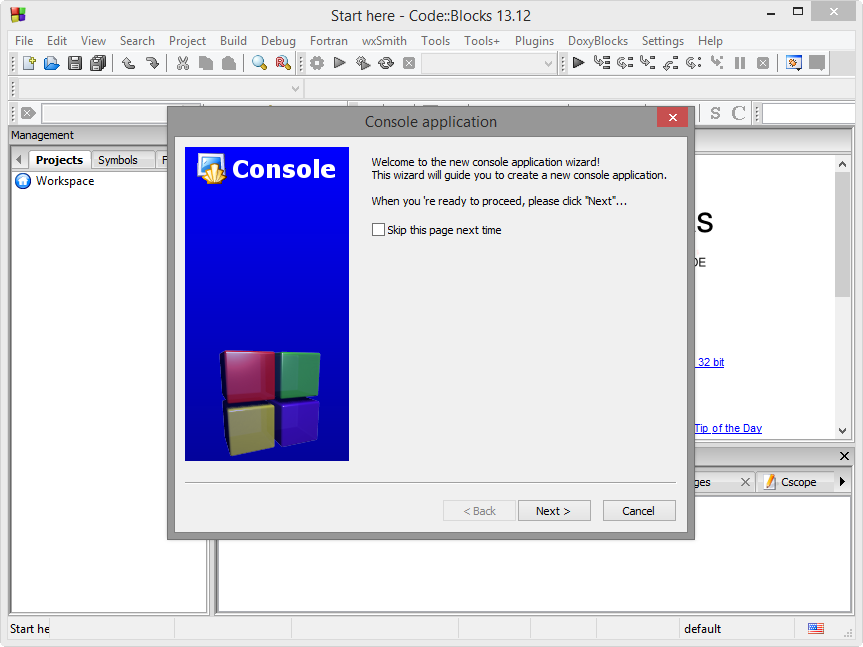 Start here - Code::Blocks 13.12
File Edit View Search Project Build Debug Fortran wxSmith Tools Tools+ Plugins DoxyBlocks Settings Help
S C
Management
Projects Symbols F
Workspace
Console application
Console
Welcome to the new console application wizard!
This wizard will guide you to create a new console application.
When you 're ready to proceed, please click "Next"...
Skip this page next time
< Back Next > Cancel
s
DE
32 bit
Tip of the Day
ges Cscope
Start he default